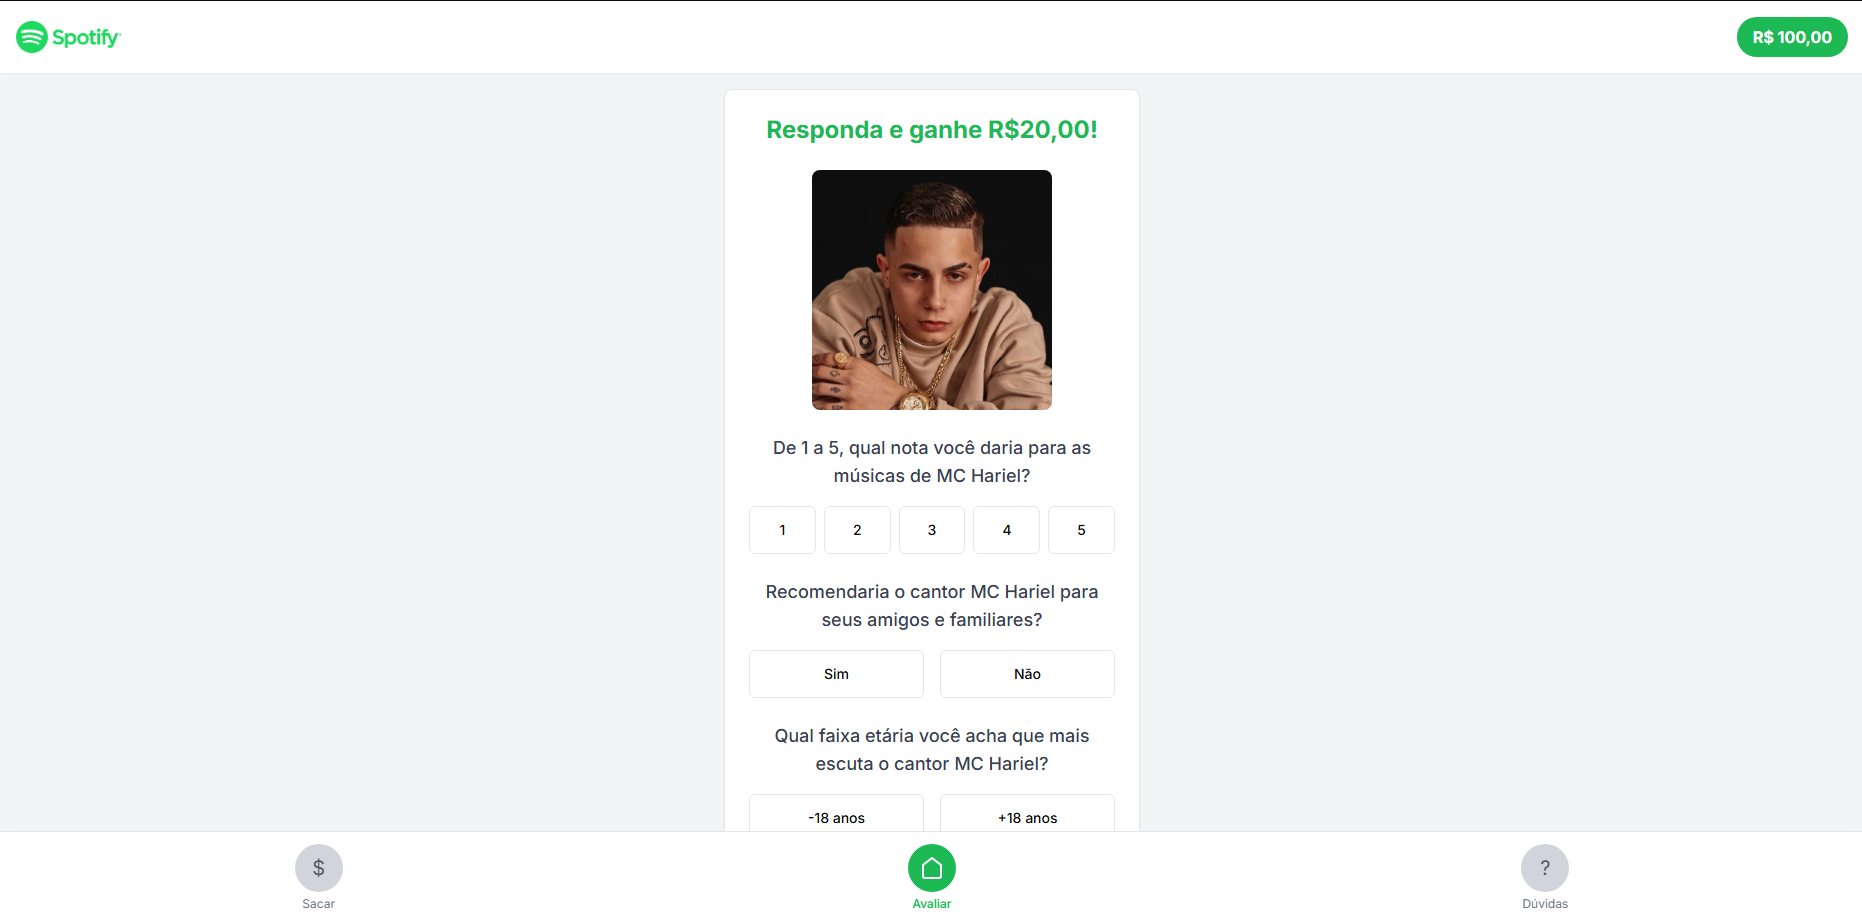 Spotify
R$ 100,00
Responda e ganhe R$20,00!
De 1 a 5, qual nota você daria para as
músicas de MC Hariel?
1 2 3 4 5
Recomendaria o cantor MC Hariel para
seus amigos e familiares?
Sim Não
Qual faixa etária você acha que mais
escuta o cantor MC Hariel?
-18 anos +18 anos
$ ?
Sacar Avaliar Dúvidas